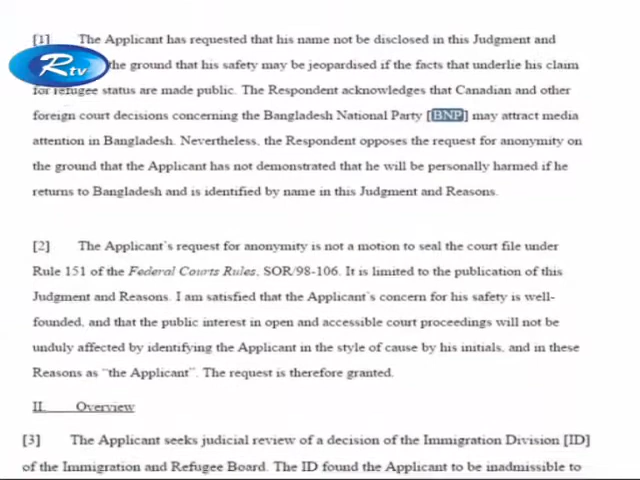 [1] The Applicant has requested that his name not be disclosed in this Judgment and
Rtv
he ground that his safety may be jeopardised if the facts that underlie his claim
for refugee status are made public. The Respondent acknowledges that Canadian and other
foreign court decisions concerning the Bangladesh National Party [BNP] may attract media
attention in Bangladesh. Nevertheless, the Respondent opposes the request for anonymity on
the ground that the Applicant has not demonstrated that he will be personally harmed if he
returns to Bangladesh and is identified by name in this Judgment and Reasons.
[2] The Applicant's request for anonymity is not a motion to seal the court file under
Rule 151 of the Federal Courts Rules, SOR/98-106. It is limited to the publication of this
Judgment and Reasons. I am satisfied that the Applicant's concern for his safety is well-
founded, and that the public interest in open and accessible court proceedings will not be
unduly affected by identifying the Applicant in the style of cause by his initials, and in these
Reasons as "the Applicant". The request is therefore granted.
II. Overview
[3] The Applicant seeks judicial review of a decision of the Immigration Division [ID]
of the Immigration and Refugee Board. The ID found the Applicant to be inadmissible to